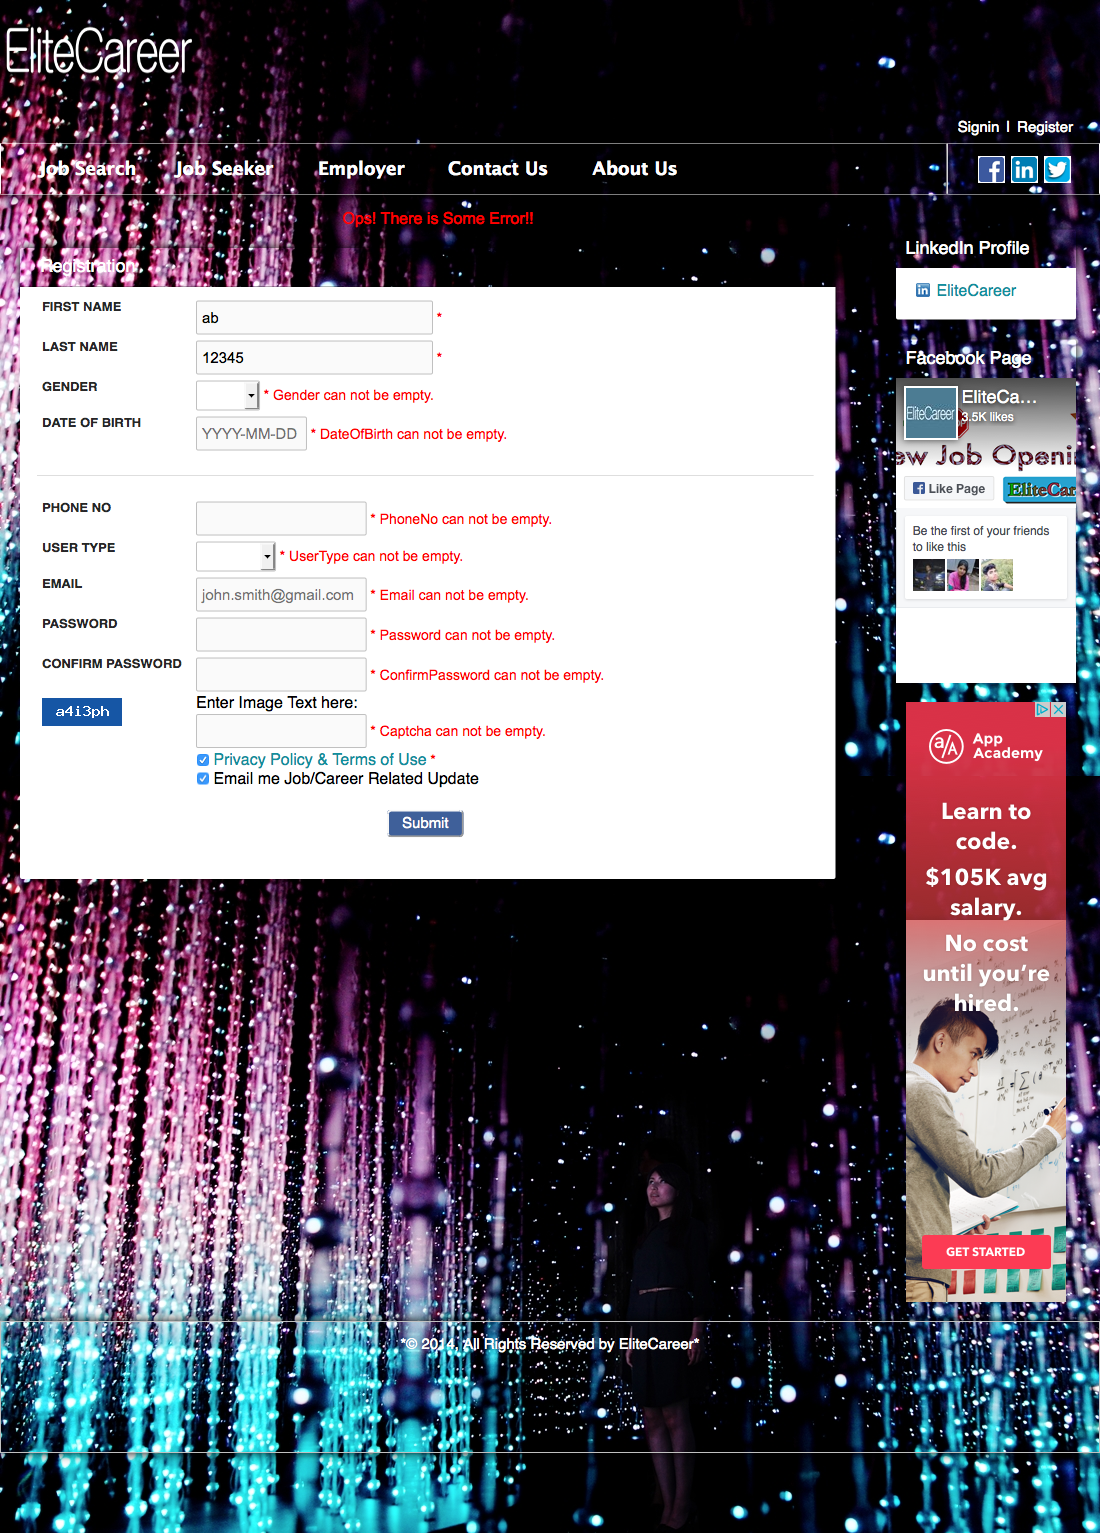 EliteCareer
Signin | Register
Job Search Job Seeker Employer Contact Us About Us
Ops! There is Some Error!!
Registration
FIRST NAME ab *
LAST NAME 12345 *
GENDER * Gender can not be empty.
DATE OF BIRTH YYYY-MM-DD * DateOfBirth can not be empty.
PHONE NO * PhoneNo can not be empty.
USER TYPE * UserType can not be empty.
EMAIL john.smith@gmail.com * Email can not be empty.
PASSWORD * Password can not be empty.
CONFIRM PASSWORD * ConfirmPassword can not be empty.
a4i3ph Enter Image Text here:
* Captcha can not be empty.
Privacy Policy & Terms of Use *
Email me Job/Career Related Update
Submit
LinkedIn Profile
in EliteCareer
Facebook Page
EliteCareer
EliteCa...
3.5K likes
ew Job Openi
Like Page
EliteCar
Be the first of your friends
to like this
a/A App
Academy
Learn to
code.
$105K avg
salary.
No cost
until you're
hired.
GET STARTED
*© 2014, All Rights Reserved by EliteCareer*